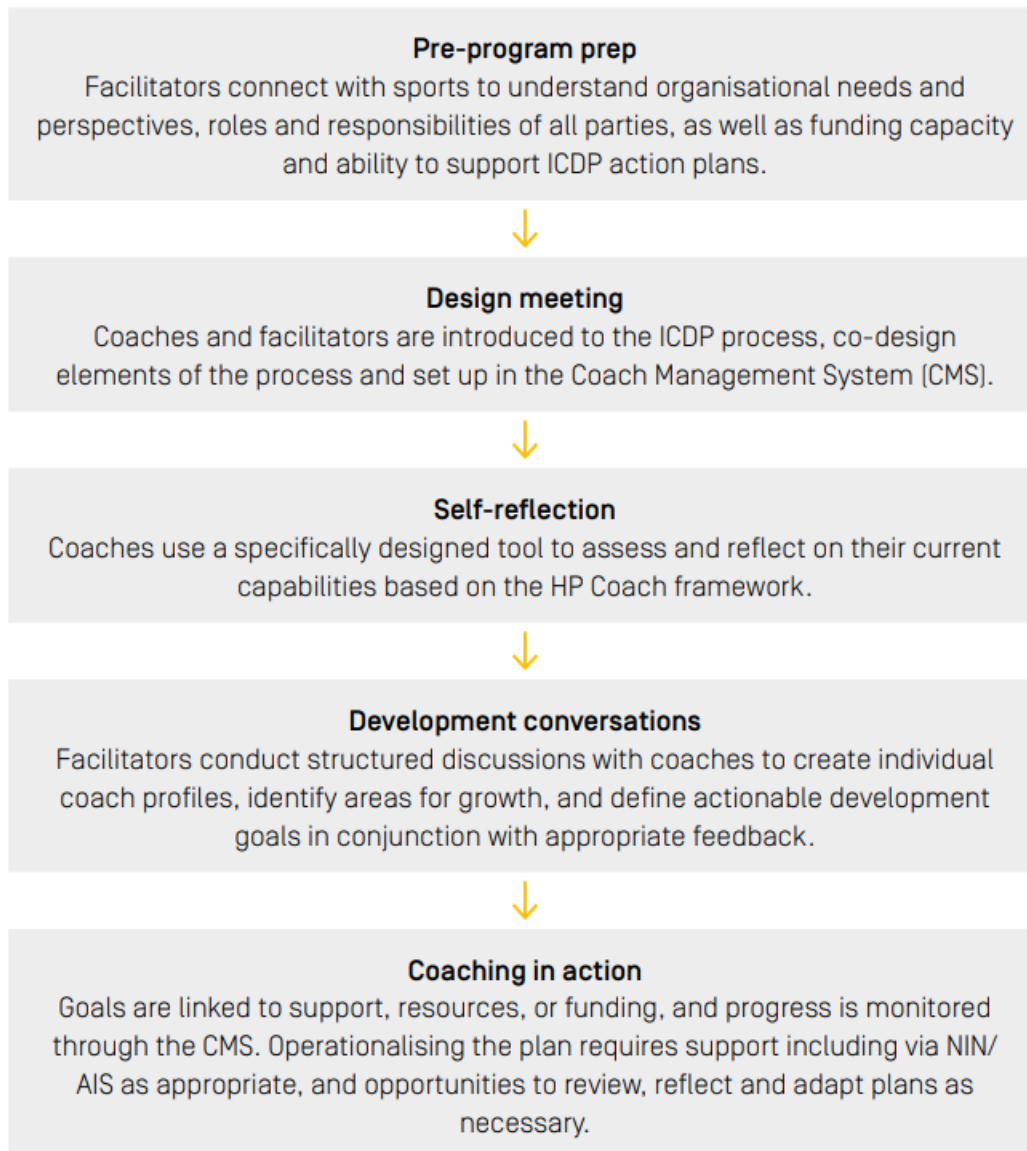 Pre-program prep
Facilitators connect with sports to understand organisational needs and
perspectives, roles and responsibilities of all parties, as well as funding capacity
and ability to support ICDP action plans.
Design meeting
Coaches and facilitators are introduced to the ICDP process, co-design
elements of the process and set up in the Coach Management System (CMS).
Self-reflection
Coaches use a specifically designed tool to assess and reflect on their current
capabilities based on the HP Coach framework.
Development conversations
Facilitators conduct structured discussions with coaches to create individual
coach profiles, identify areas for growth, and define actionable development
goals in conjunction with appropriate feedback.
Coaching in action
Goals are linked to support, resources, or funding, and progress is monitored
through the CMS. Operationalising the plan requires support including via NIN/
AIS as appropriate, and opportunities to review, reflect and adapt plans as
necessary.